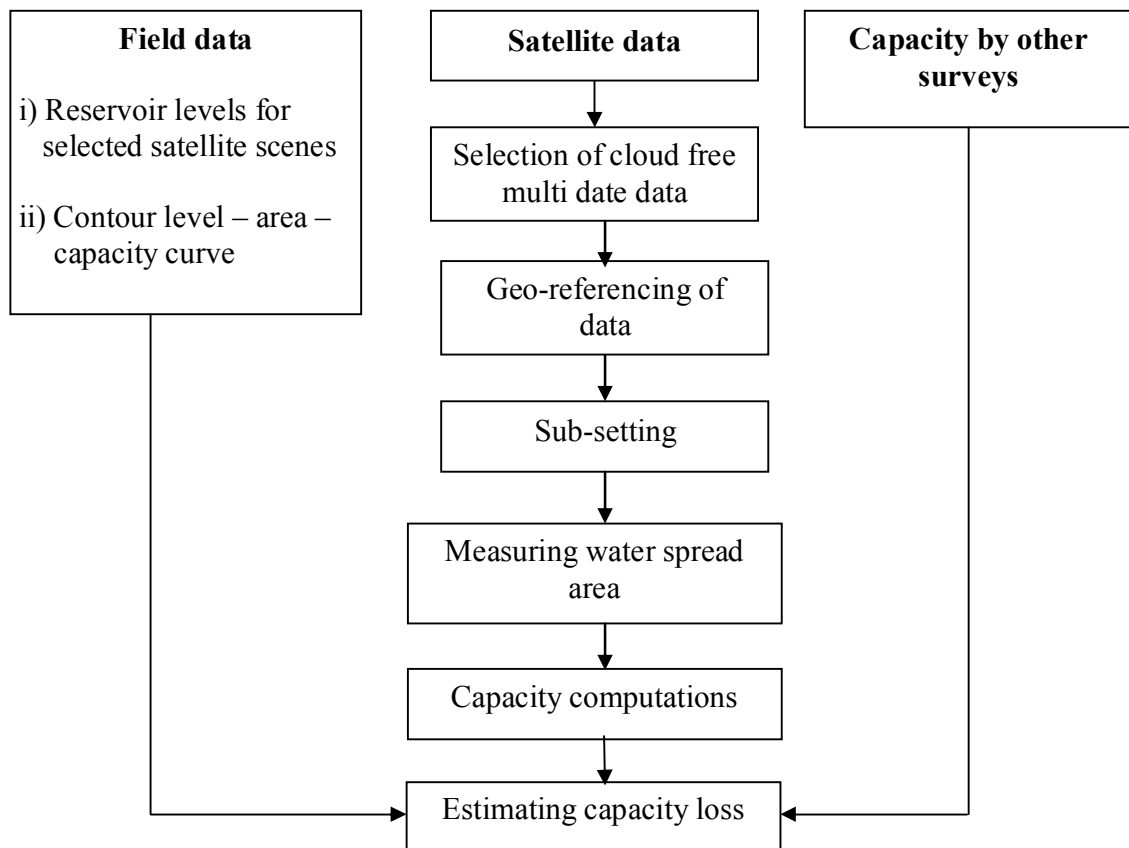 Field data
i) Reservoir levels for
selected satellite scenes
ii) Contour level – area –
capacity curve
Satellite data
Capacity by other
surveys
Selection of cloud free
multi date data
Geo-referencing of
data
Sub-setting
Measuring water spread
area
Capacity computations
Estimating capacity loss